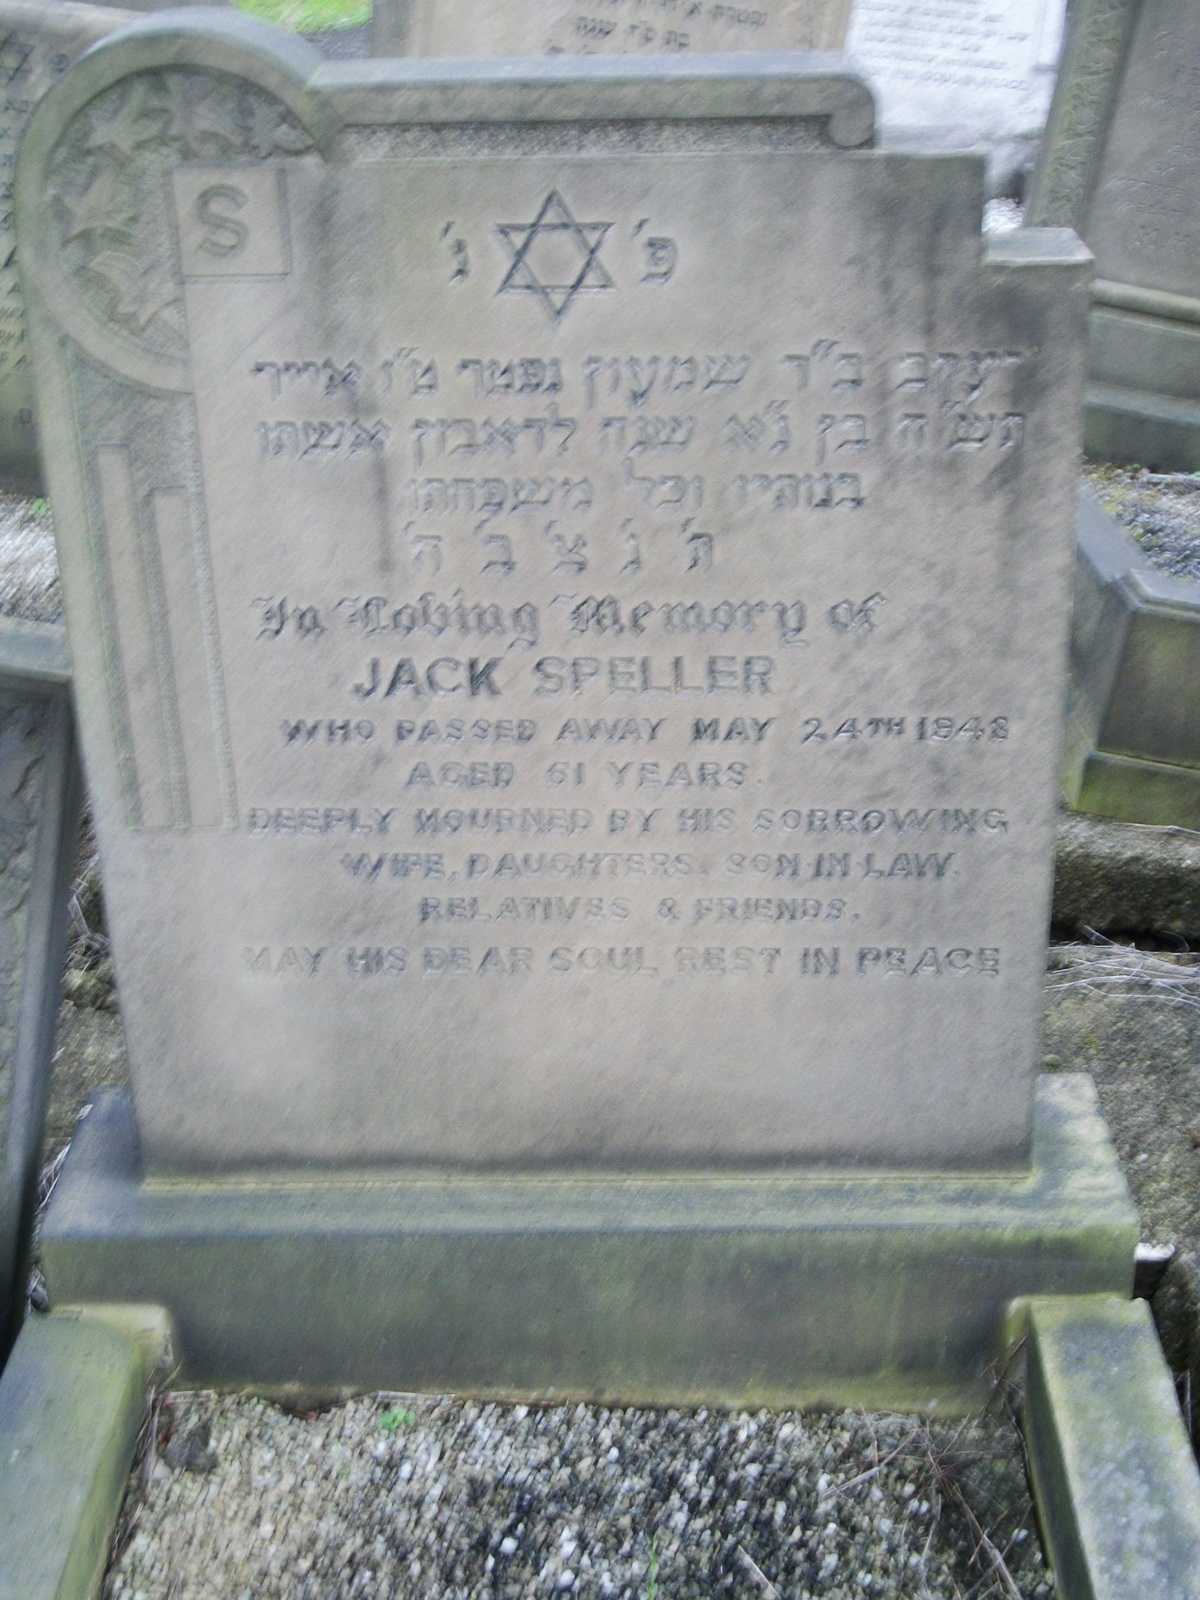 S
פ' נ'
יעקב ב"ר שמעון נפטר ט"ו אייר
תש"ח בן נ"א שנה לדאבון אשתו
בנותיו וכל משפחתו
ת' נ' צ' ב' ה'
In Loving Memory of
JACK SPELLER
WHO PASSED AWAY MAY 24TH 1948
AGED 51 YEARS.
DEEPLY MOURNED BY HIS SORROWING
WIFE, DAUGHTERS, SON-IN-LAW.
RELATIVES & FRIENDS.
MAY HIS DEAR SOUL REST IN PEACE